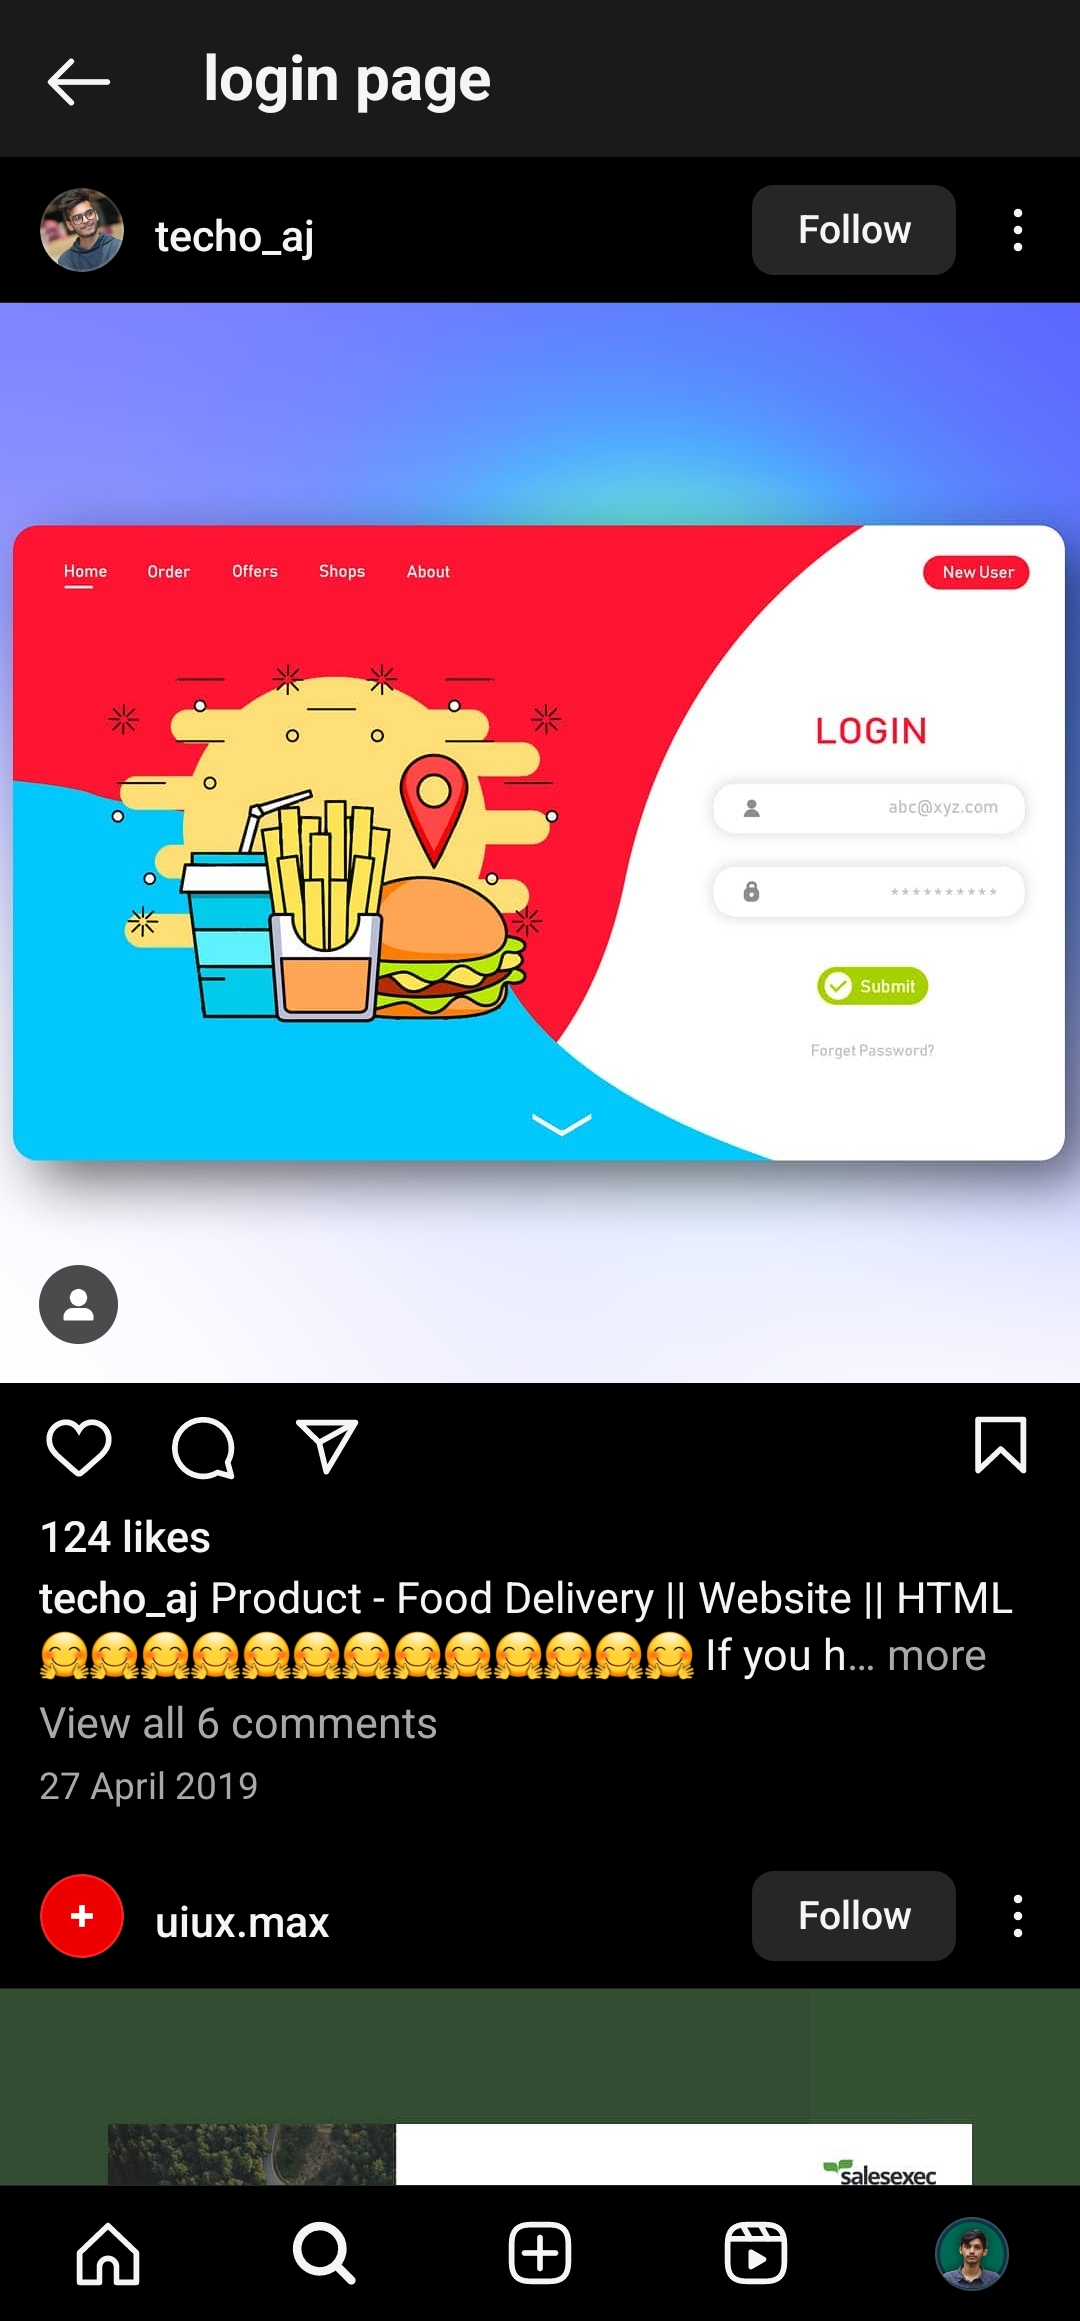 login page
techo_aj
Follow
Home Order Offers Shops About
New User
LOGIN
abc@xyz.com
**********
Submit
Forget Password?
124 likes
techo_aj Product - Food Delivery || Website || HTML
🤗🤗🤗🤗🤗🤗🤗🤗🤗🤗🤗🤗🤗 If you h... more
View all 6 comments
27 April 2019
uiux.max
Follow
salesexec